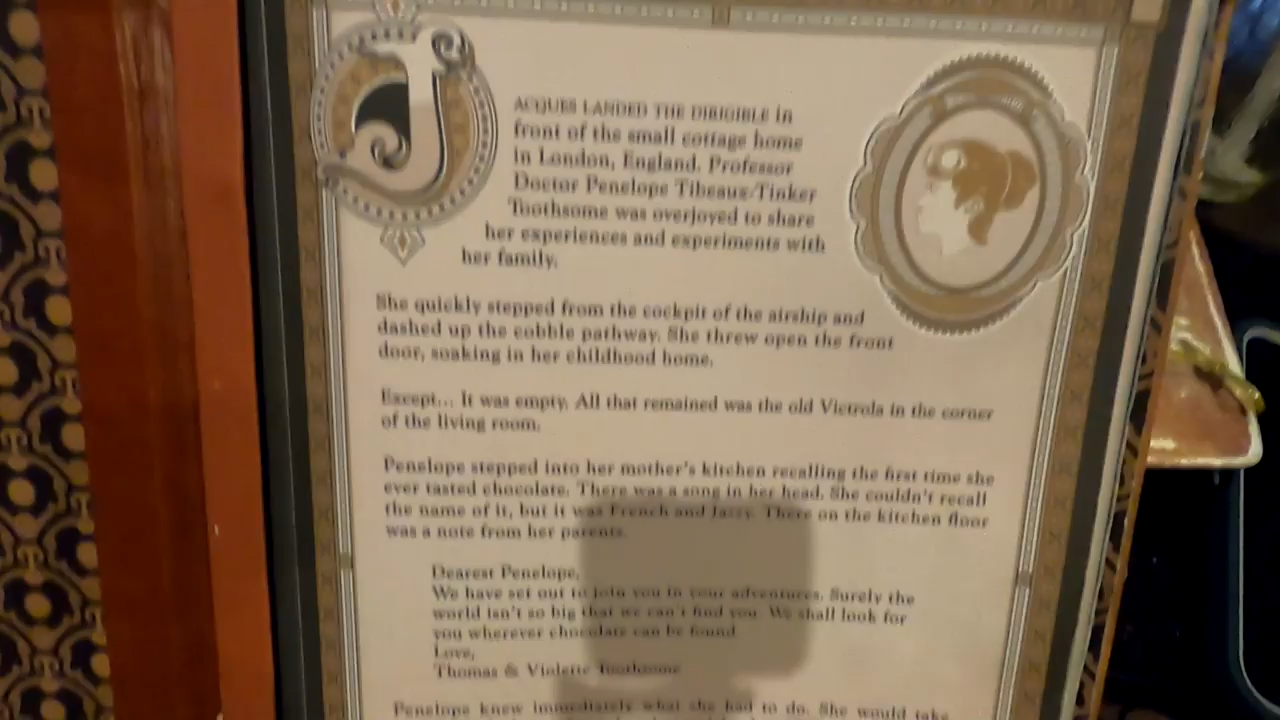 JACQUES LANDED THE DIRIGIBLE in
front of the small cottage home
in London, England. Professor
Doctor Penelope Tibeaux-Tinker
Toothsome was overjoyed to share
her experiences and experiments with
her family.
She quickly stepped from the cockpit of the airship and
dashed up the cobble pathway. She threw open the front
door, soaking in her childhood home.
Except... It was empty. All that remained was the old Victrola in the corner
of the living room.
Penelope stepped into her mother's kitchen recalling the first time she
ever tasted chocolate. There was a song in her head. She couldn't recall
the name of it, but it was French and Jazzy. There on the kitchen floor
was a note from her parents.
Dearest Penelope,
We have set out to join you in your adventures. Surely the
world isn't so big that we can't find you. We shall look for
you wherever chocolate can be found.
Love,
Thomas & Violette Toothsome
Penelope knew immediately what she had to do. She would take